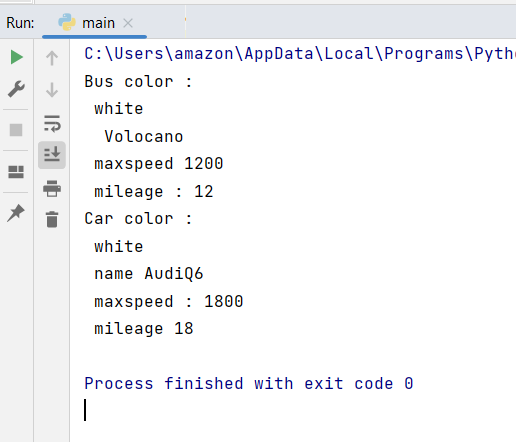 Run: main
C:\Users\amazon\AppData\Local\Programs\Pyth
Bus color :
white
Volocano
maxspeed 1200
mileage : 12
Car color :
white
name AudiQ6
maxspeed : 1800
mileage 18
Process finished with exit code 0